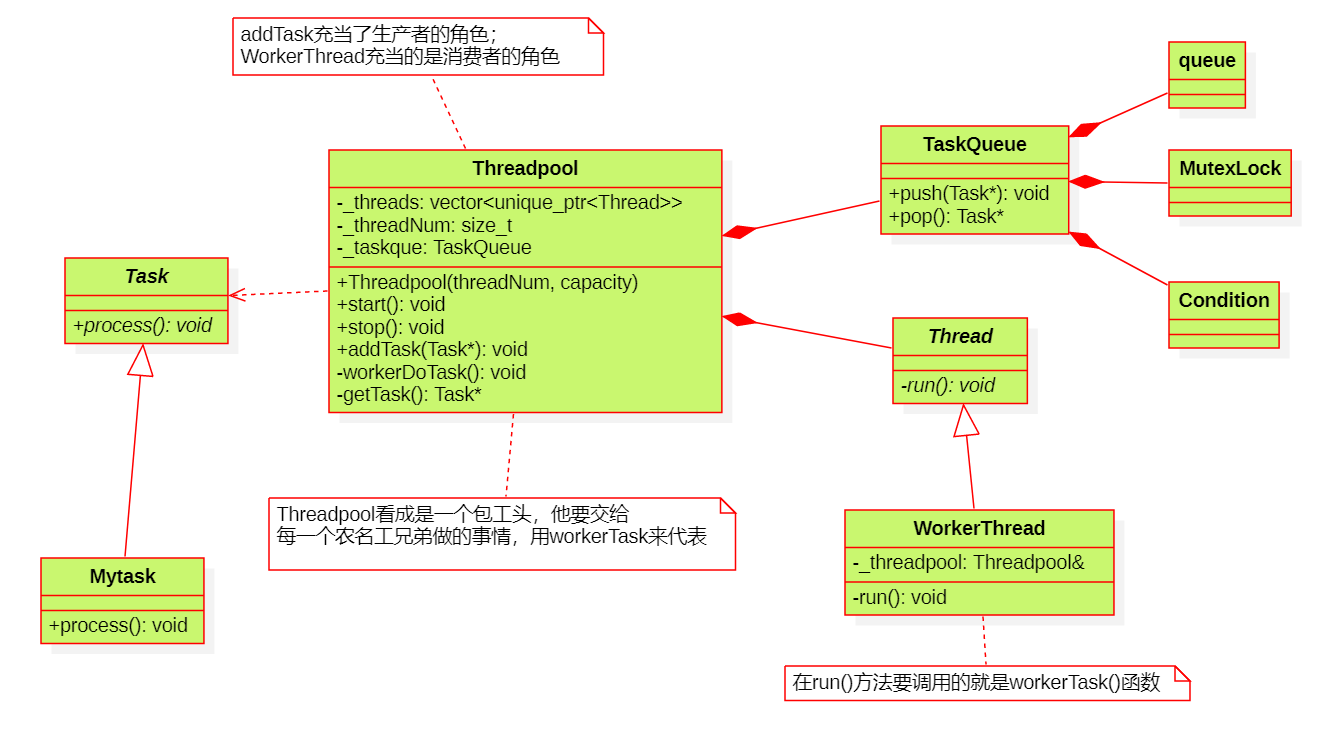 addTask充当了生产者的角色；
WorkerThread充当的是消费者的角色
Threadpool
-_threads: vector<unique_ptr<Thread>>
-_threadNum: size_t
-_taskque: TaskQueue
+Threadpool(threadNum, capacity)
+start(): void
+stop(): void
+addTask(Task*): void
-workerDoTask(): void
-getTask(): Task*
Task
+process(): void
Mytask
+process(): void
Threadpool看成是一个包工头，他要交给
每一个农名工兄弟做的事情，用workerTask来代表
TaskQueue
+push(Task*): void
+pop(): Task*
queue
MutexLock
Condition
Thread
-run(): void
WorkerThread
-_threadpool: Threadpool&
-run(): void
在run()方法要调用的就是workerTask()函数